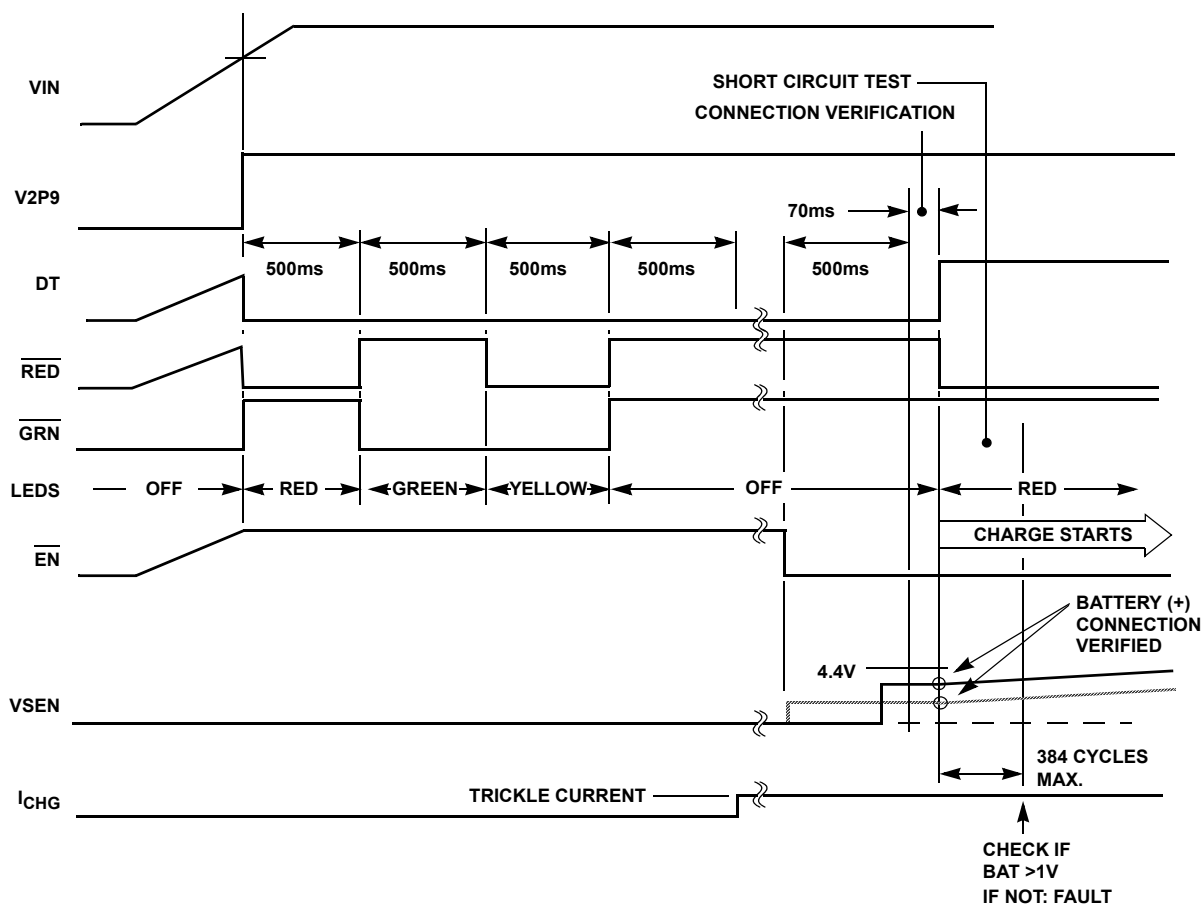 SHORT CIRCUIT TEST
CONNECTION VERIFICATION
VIN
V2P9
70ms
500ms 500ms 500ms 500ms 500ms
DT
RED
GRN
LEDS OFF RED GREEN YELLOW OFF RED
CHARGE STARTS
EN
BATTERY (+)
CONNECTION
VERIFIED
4.4V
VSEN
384 CYCLES
MAX.
ICHG
TRICKLE CURRENT
CHECK IF
BAT >1V
IF NOT: FAULT